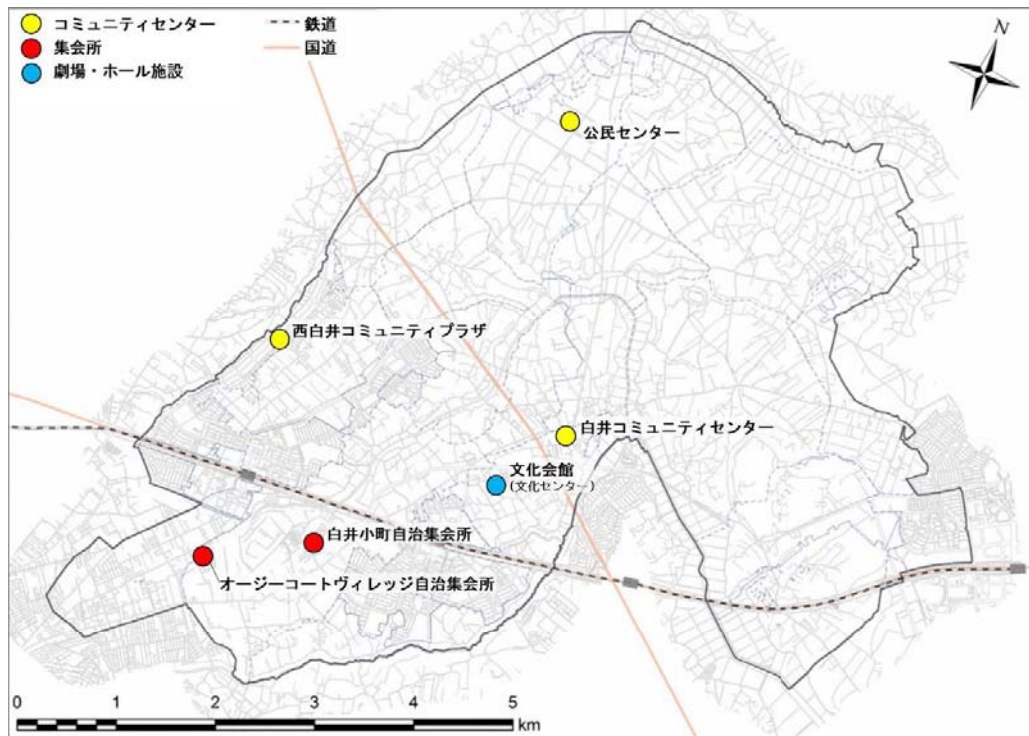 コミュニティセンター
集会所
劇場・ホール施設
鉄道
国道
N
公民センター
西白井コミュニティプラザ
白井コミュニティセンター
文化会館
(文化センター)
白井小町自治集会所
オージーコートヴィレッジ自治集会所
0 1 2 3 4 5
km